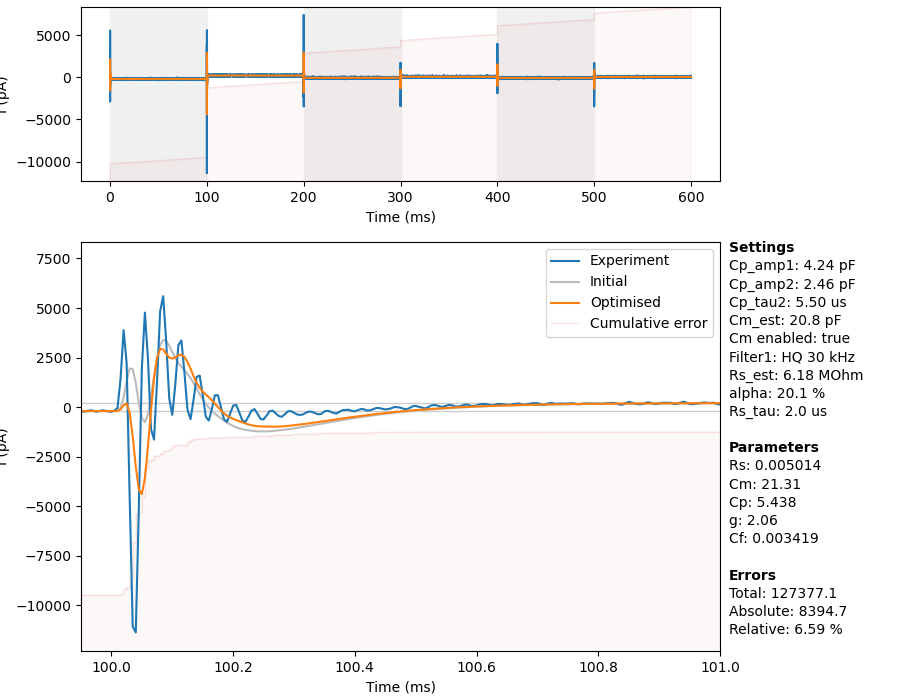 5000
0
−5000
−10000
I (pA)
0 100 200 300 400 500 600
Time (ms)
7500
5000
2500
0
−2500
−5000
−7500
−10000
I (pA)
100.0 100.2 100.4 100.6 100.8 101.0
Time (ms)
Experiment
Initial
Optimised
Cumulative error
Settings
Cp_amp1: 4.24 pF
Cp_amp2: 2.46 pF
Cp_tau2: 5.50 us
Cm_est: 20.8 pF
Cm enabled: true
Filter1: HQ 30 kHz
Rs_est: 6.18 MOhm
alpha: 20.1 %
Rs_tau: 2.0 us
Parameters
Rs: 0.005014
Cm: 21.31
Cp: 5.438
g: 2.06
Cf: 0.003419
Errors
Total: 127377.1
Absolute: 8394.7
Relative: 6.59 %